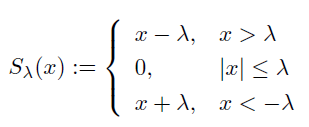 x − λ, x > λ
S_λ(x) := { 0, |x| ≤ λ
x + λ, x < −λ